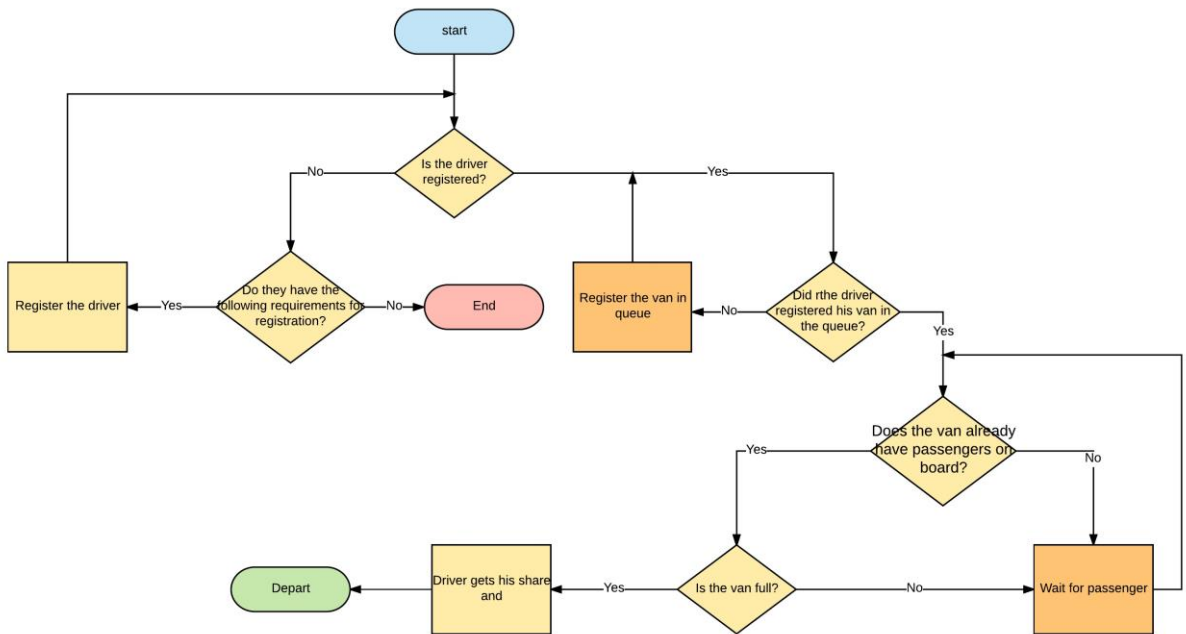 start
Is the driver
registered?
No
Yes
Do they have the
following requirements for
registration?
Yes
Register the driver
No
End
Did rthe driver
registered his van in
the queue?
No
Register the van in
queue
Yes
Does the van already
have passengers on
board?
Yes
No
Is the van full?
Yes
Driver gets his share
and
Depart
No
Wait for passenger